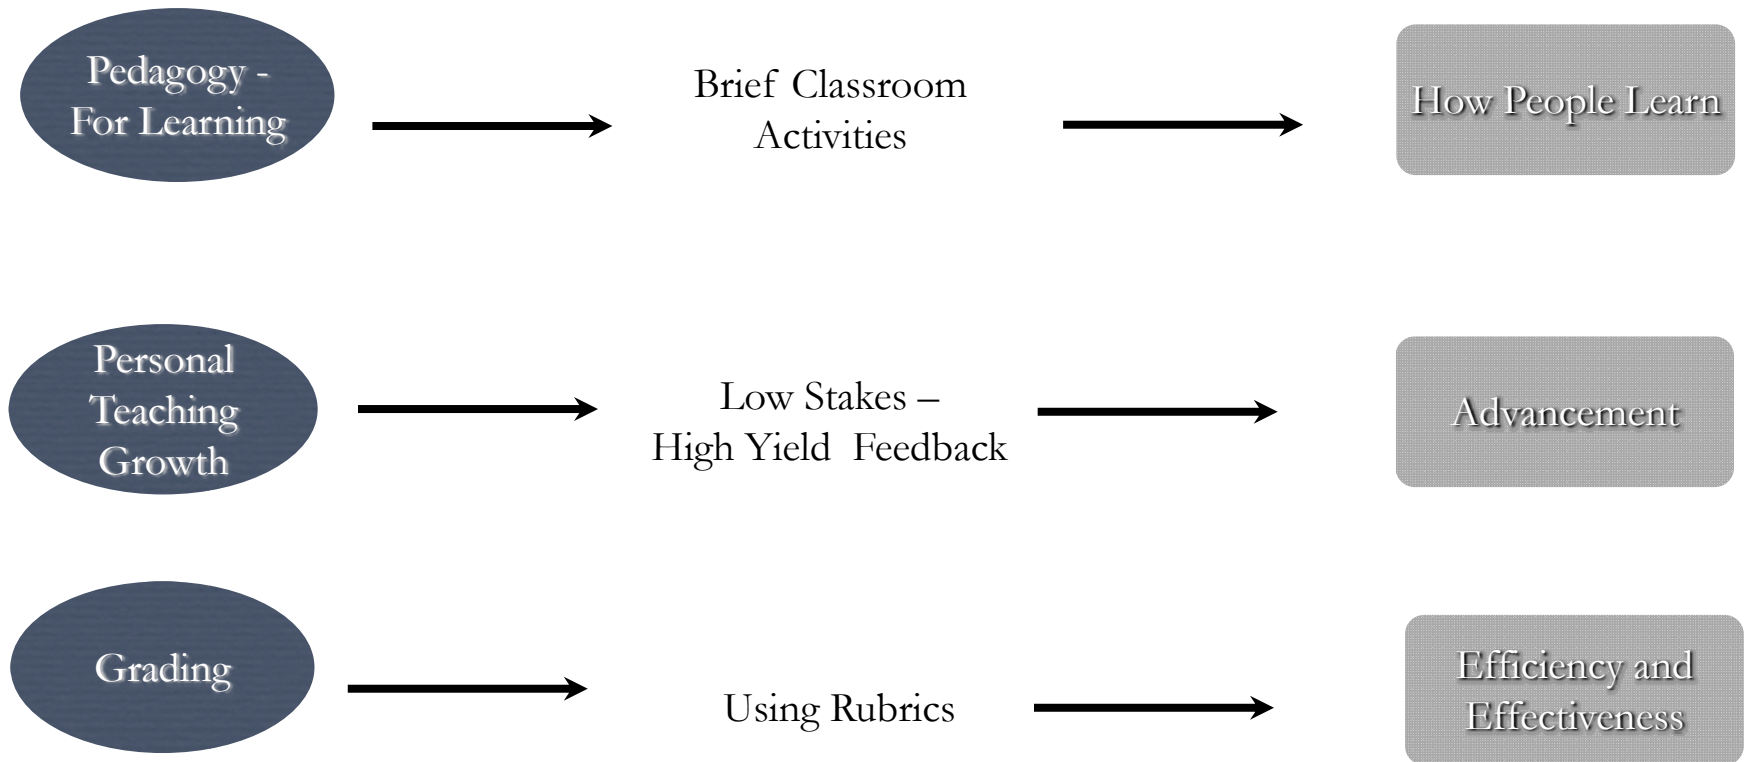 Pedagogy -
For Learning
Brief Classroom
Activities
How People Learn
Personal
Teaching
Growth
Low Stakes –
High Yield Feedback
Advancement
Grading
Using Rubrics
Efficiency and
Effectiveness